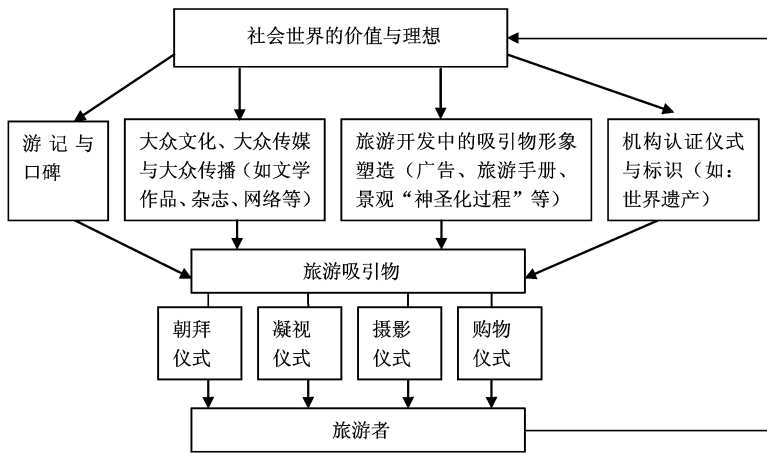 社会世界的价值与理想
游 记 与
口碑
大众文化、大众传媒
与大众传播（如文学
作品、杂志、网络等）
旅游开发中的吸引物形象
塑造（广告、旅游手册、
景观“神圣化过程”等）
机构认证仪式
与标识（如：
世界遗产）
旅游吸引物
朝拜
仪式
凝视
仪式
摄影
仪式
购物
仪式
旅游者